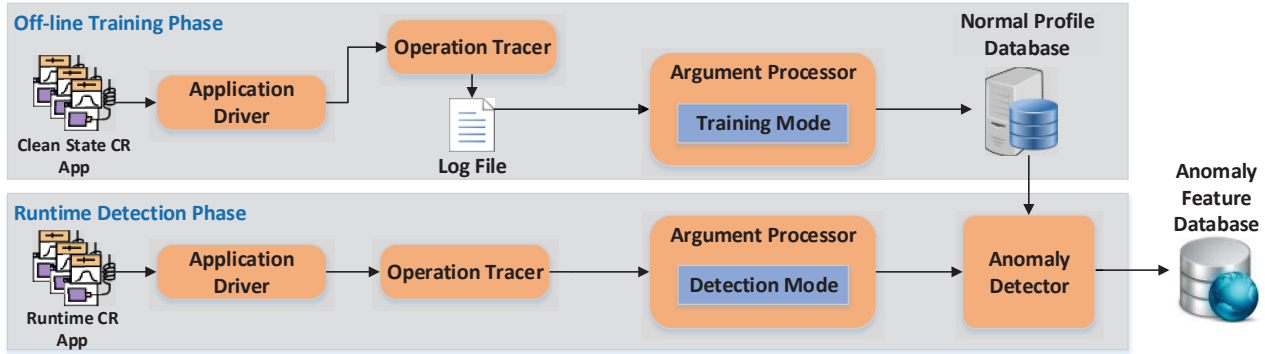 Off-line Training Phase
Clean State CR
App
Application
Driver
Operation Tracer
Log File
Argument Processor
Training Mode
Normal Profile
Database
Runtime Detection Phase
Runtime CR
App
Application
Driver
Operation Tracer
Argument Processor
Detection Mode
Anomaly
Detector
Anomaly
Feature
Database